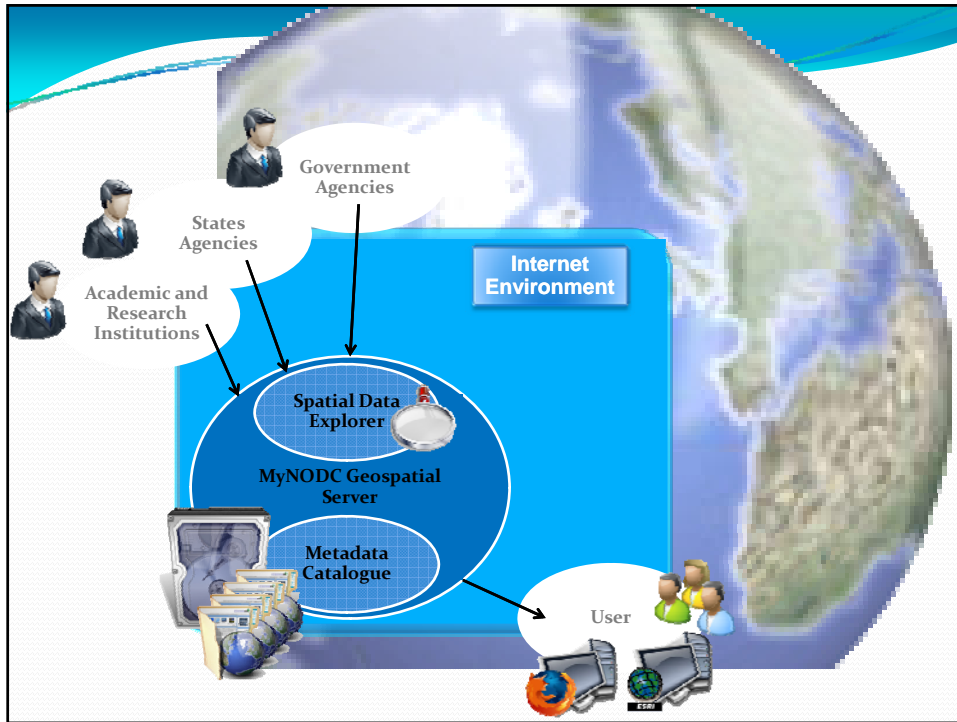 Government
Agencies
States
Agencies
Academic and
Research
Institutions
Internet
Environment
Spatial Data
Explorer
MyNODC Geospatial
Server
Metadata
Catalogue
User
ESRI